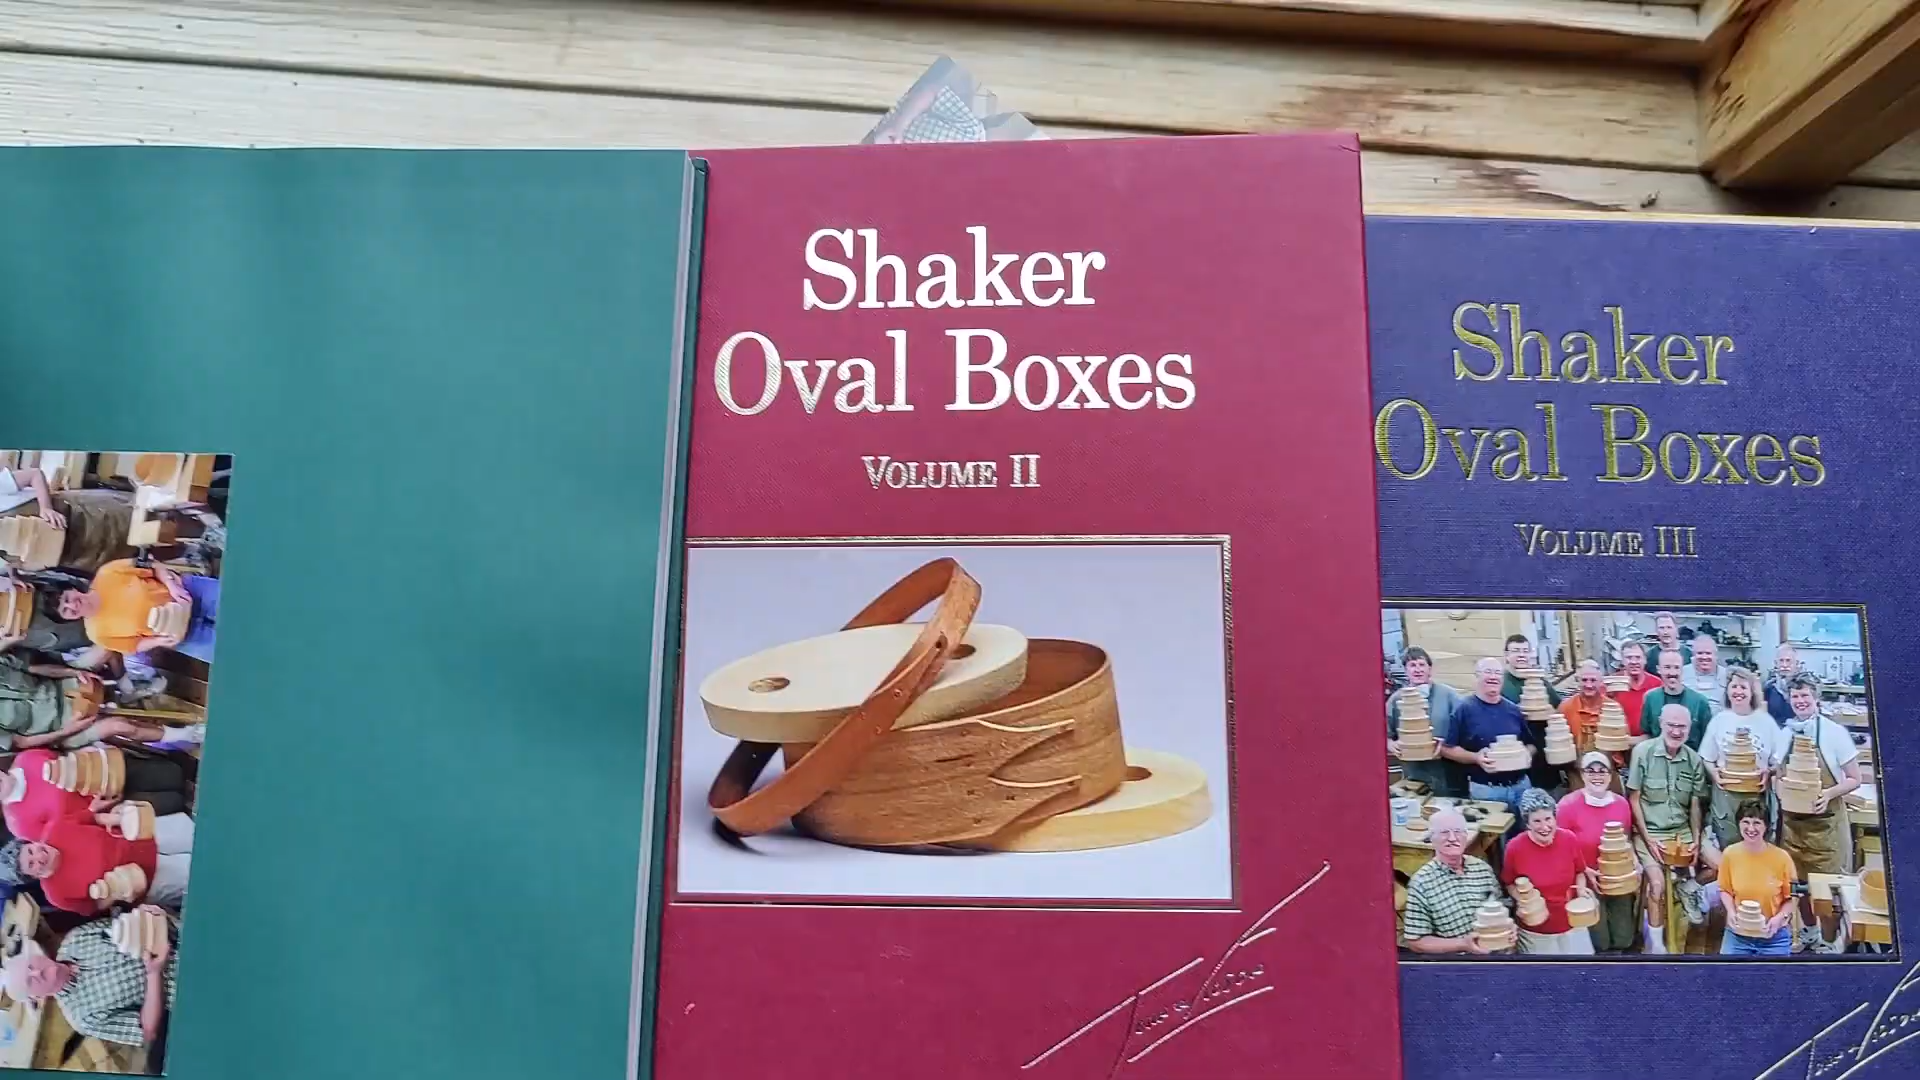 Shaker
Oval Boxes
VOLUME II
Shaker
Oval Boxes
VOLUME III